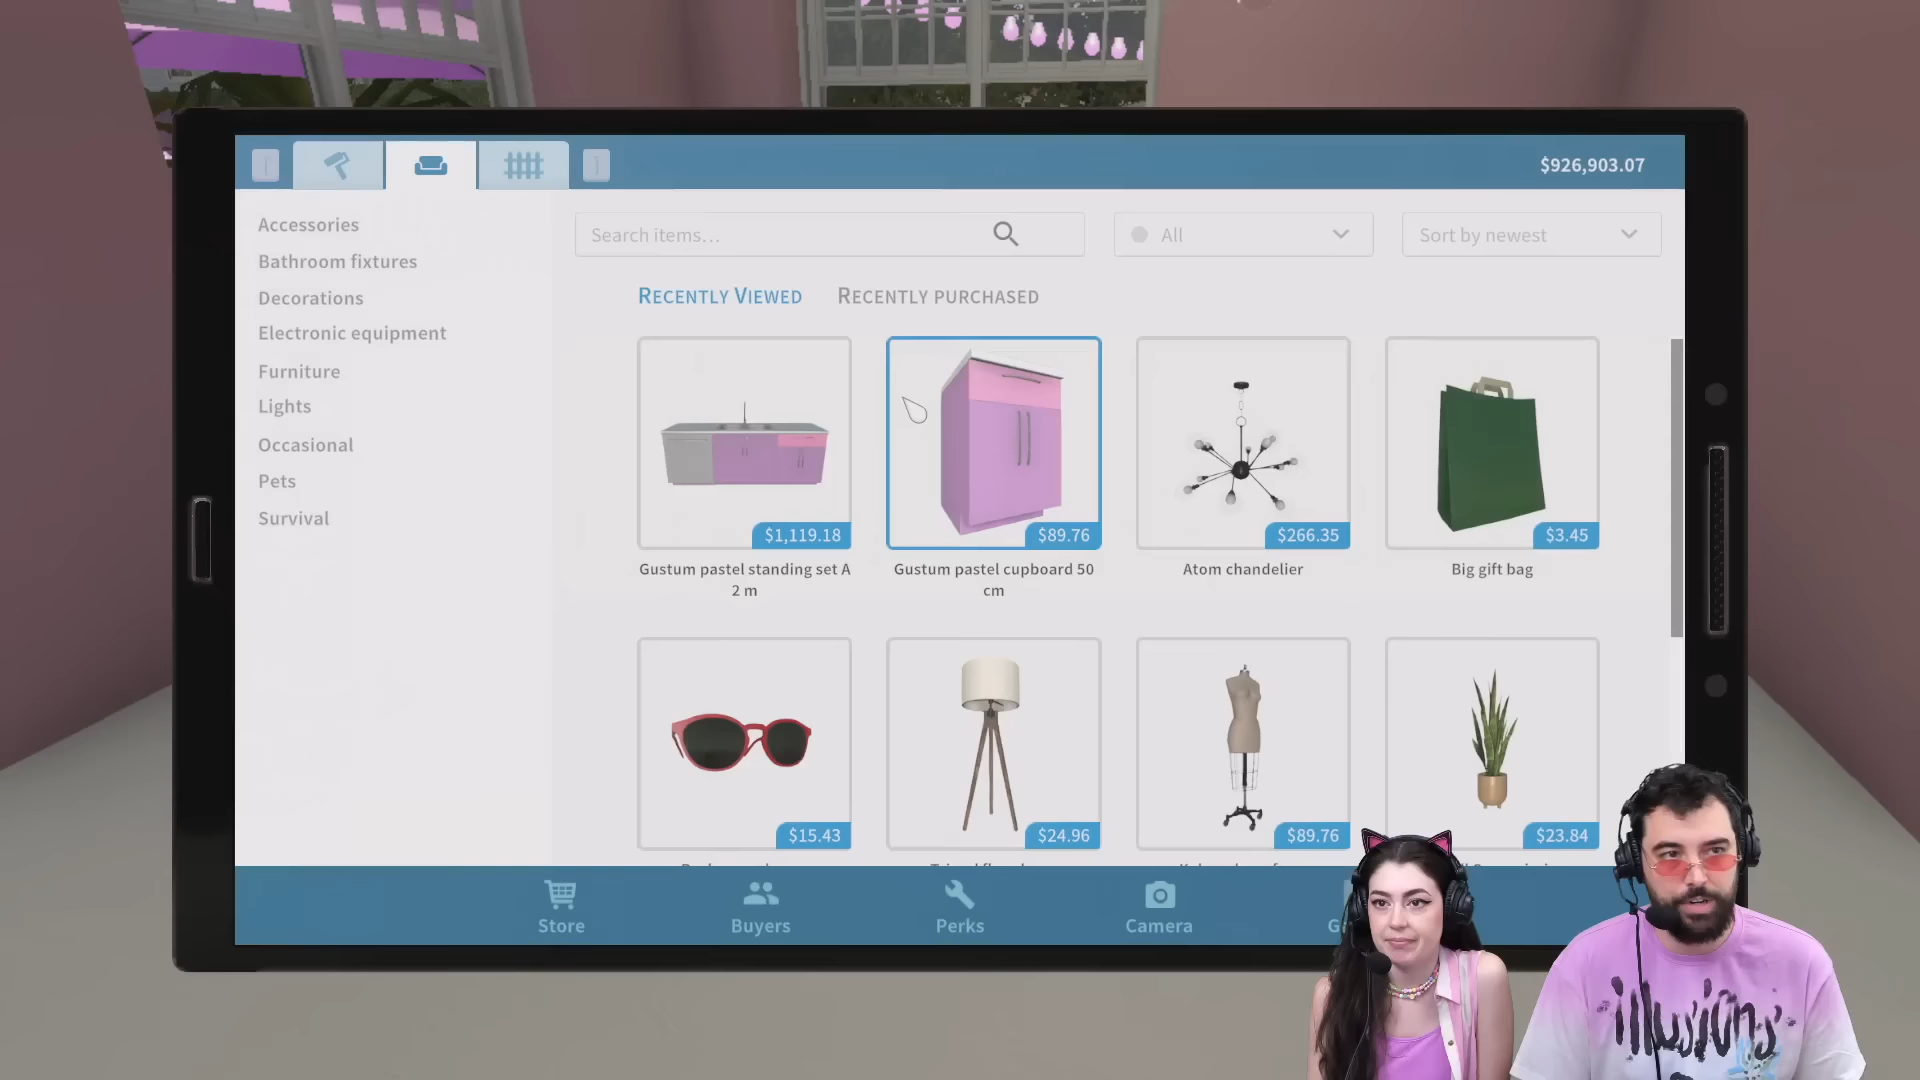 $926,903.07
Accessories
Bathroom fixtures
Decorations
Electronic equipment
Furniture
Lights
Occasional
Pets
Survival
Search items...
All
Sort by newest
RECENTLY VIEWED
RECENTLY PURCHASED
$1,119.18
$89.76
$266.35
$3.45
Gustum pastel standing set A
2 m
Gustum pastel cupboard 50
cm
Atom chandelier
Big gift bag
$15.43
$24.96
$89.76
$23.84
Store
Buyers
Perks
Camera
illusions